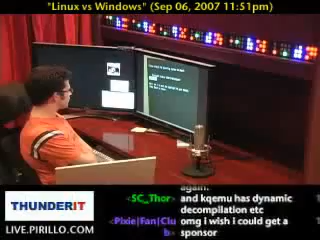 "Linux vs Windows" (Sep 06, 2007 11:51pm)
again.
<SC_Thor> and kqemu has dynamic
decompilation etc
<Pixie|Fan|Clu omg i wish i could get a
b> sponsor
THUNDERIT
LIVE.PIRILLO.COM